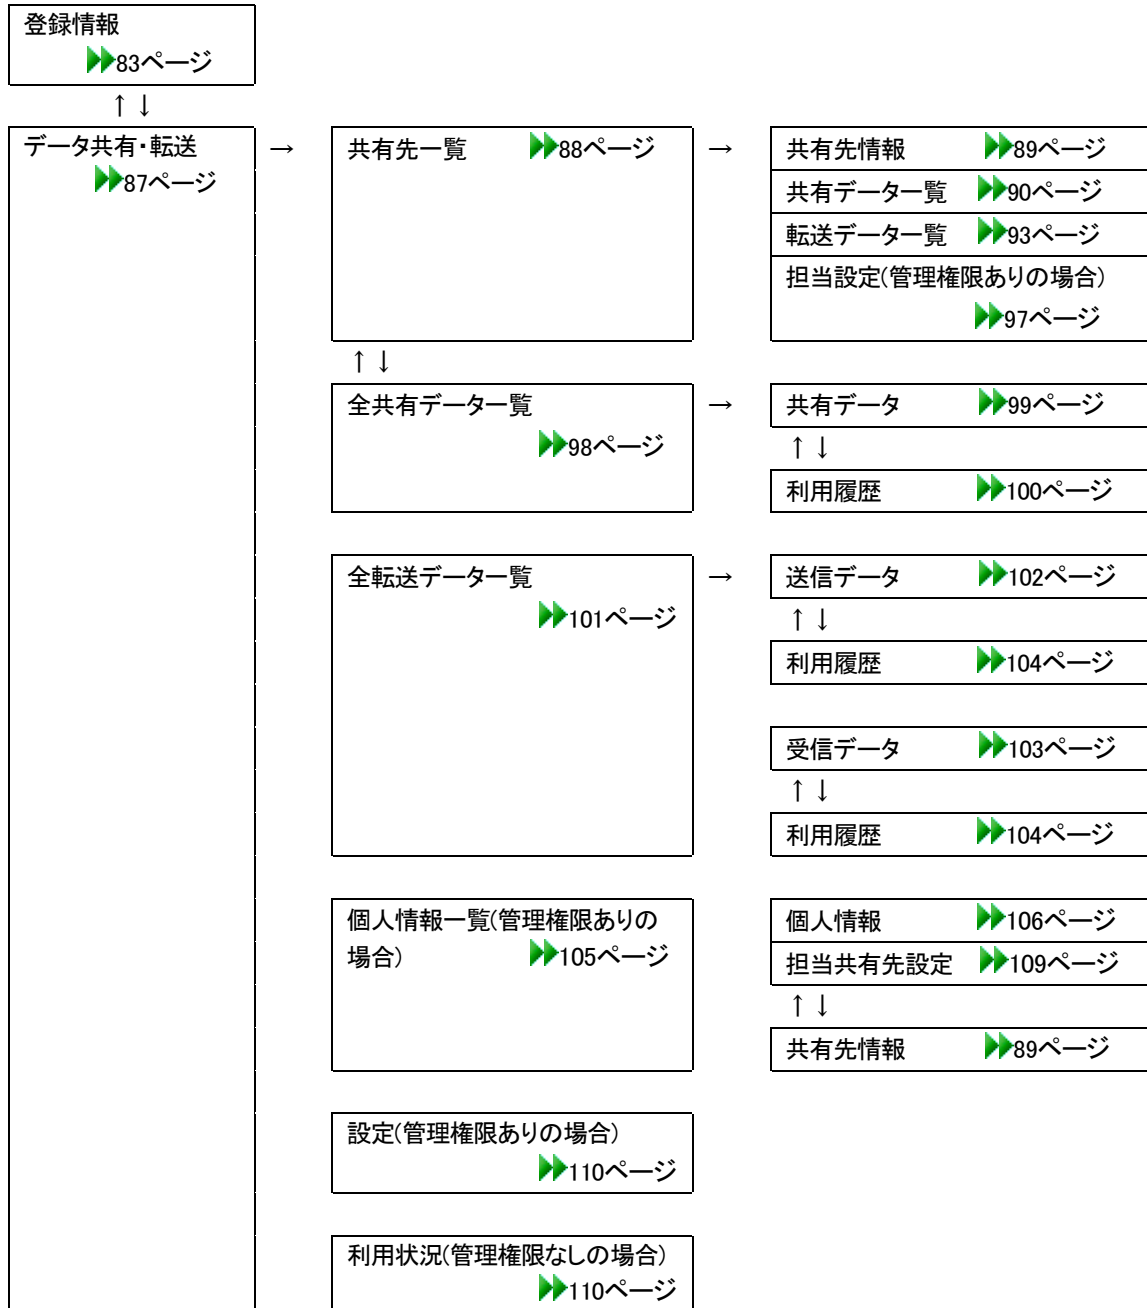 登録情報
83ページ
↑↓
データ共有・転送
87ページ
→
共有先一覧 88ページ
→
共有先情報 89ページ
共有データ一覧 90ページ
転送データ一覧 93ページ
担当設定(管理権限ありの場合)
97ページ
↑↓
全共有データ一覧
98ページ
→
共有データ 99ページ
↑↓
利用履歴 100ページ
全転送データ一覧
101ページ
→
送信データ 102ページ
↑↓
利用履歴 104ページ
受信データ 103ページ
↑↓
利用履歴 104ページ
個人情報一覧(管理権限ありの
場合) 105ページ
個人情報 106ページ
担当共有先設定 109ページ
↑↓
共有先情報 89ページ
設定(管理権限ありの場合)
110ページ
利用状況(管理権限なしの場合)
110ページ